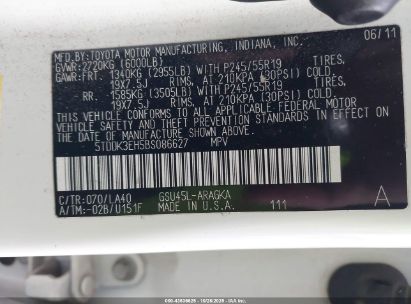 MFD.BY:TOYOTA MOTOR MANUFACTURING, INDIANA, INC. 06/11
GVWR:2720KG (6000LB)
GAWR:FRT. 1340KG (2955LB) WITH P245/55R19 TIRES,
19X7.5J RIMS, AT 210KPA (30PSI) COLD.
RR. 1585KG (3505LB) WITH P245/55R19 TIRES,
19X7.5J RIMS, AT 210KPA (30PSI) COLD.
THIS VEHICLE CONFORMS TO ALL APPLICABLE FEDERAL MOTOR
VEHICLE SAFETY STANDARDS IN EFFECT ON THE
DATE OF MANUFACTURE SHOWN ABOVE.
5TDDK3EH5BS086627 MPV
C/TR:070/LA40 GSU45L-ARAGKA
A/TM:-02B/U151F MADE IN U.S.A. 111 A